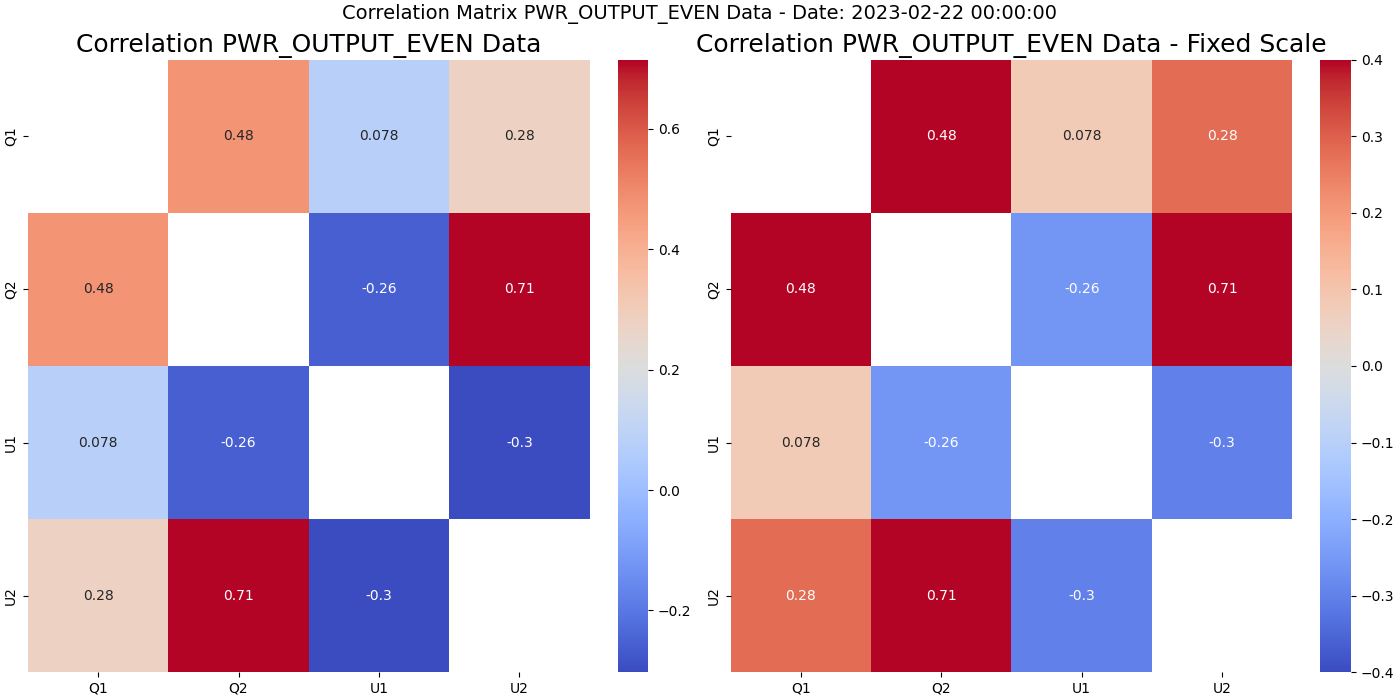 Correlation Matrix PWR_OUTPUT_EVEN Data - Date: 2023-02-22 00:00:00
Correlation PWR_OUTPUT_EVEN Data
Q1
0.48
0.078
0.28
Q2
0.48
-0.26
0.71
U1
0.078
-0.26
-0.3
U2
0.28
0.71
-0.3
Q1
Q2
U1
U2
0.6
0.4
0.2
0.0
−0.2
Correlation PWR_OUTPUT_EVEN Data - Fixed Scale
Q1
0.48
0.078
0.28
Q2
0.48
-0.26
0.71
U1
0.078
-0.26
-0.3
U2
0.28
0.71
-0.3
Q1
Q2
U1
U2
0.4
0.3
0.2
0.1
0.0
−0.1
−0.2
−0.3
−0.4